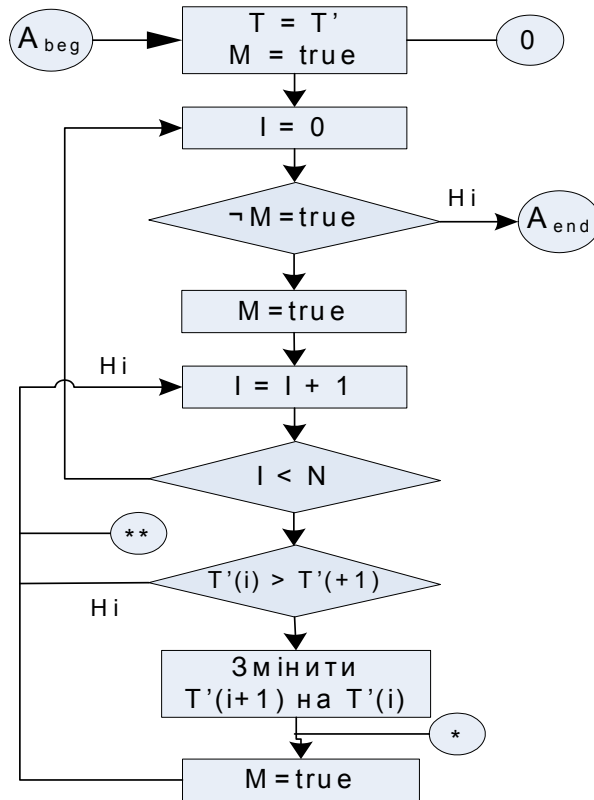 A beg
T = T’
M = true
0
I = 0
¬ M = true
Ні
A end
M = true
Ні
I = I + 1
I < N
**
T’(i) > T’(+1)
Ні
Змінити
T’(i+1) на T’(i)
*
M = true